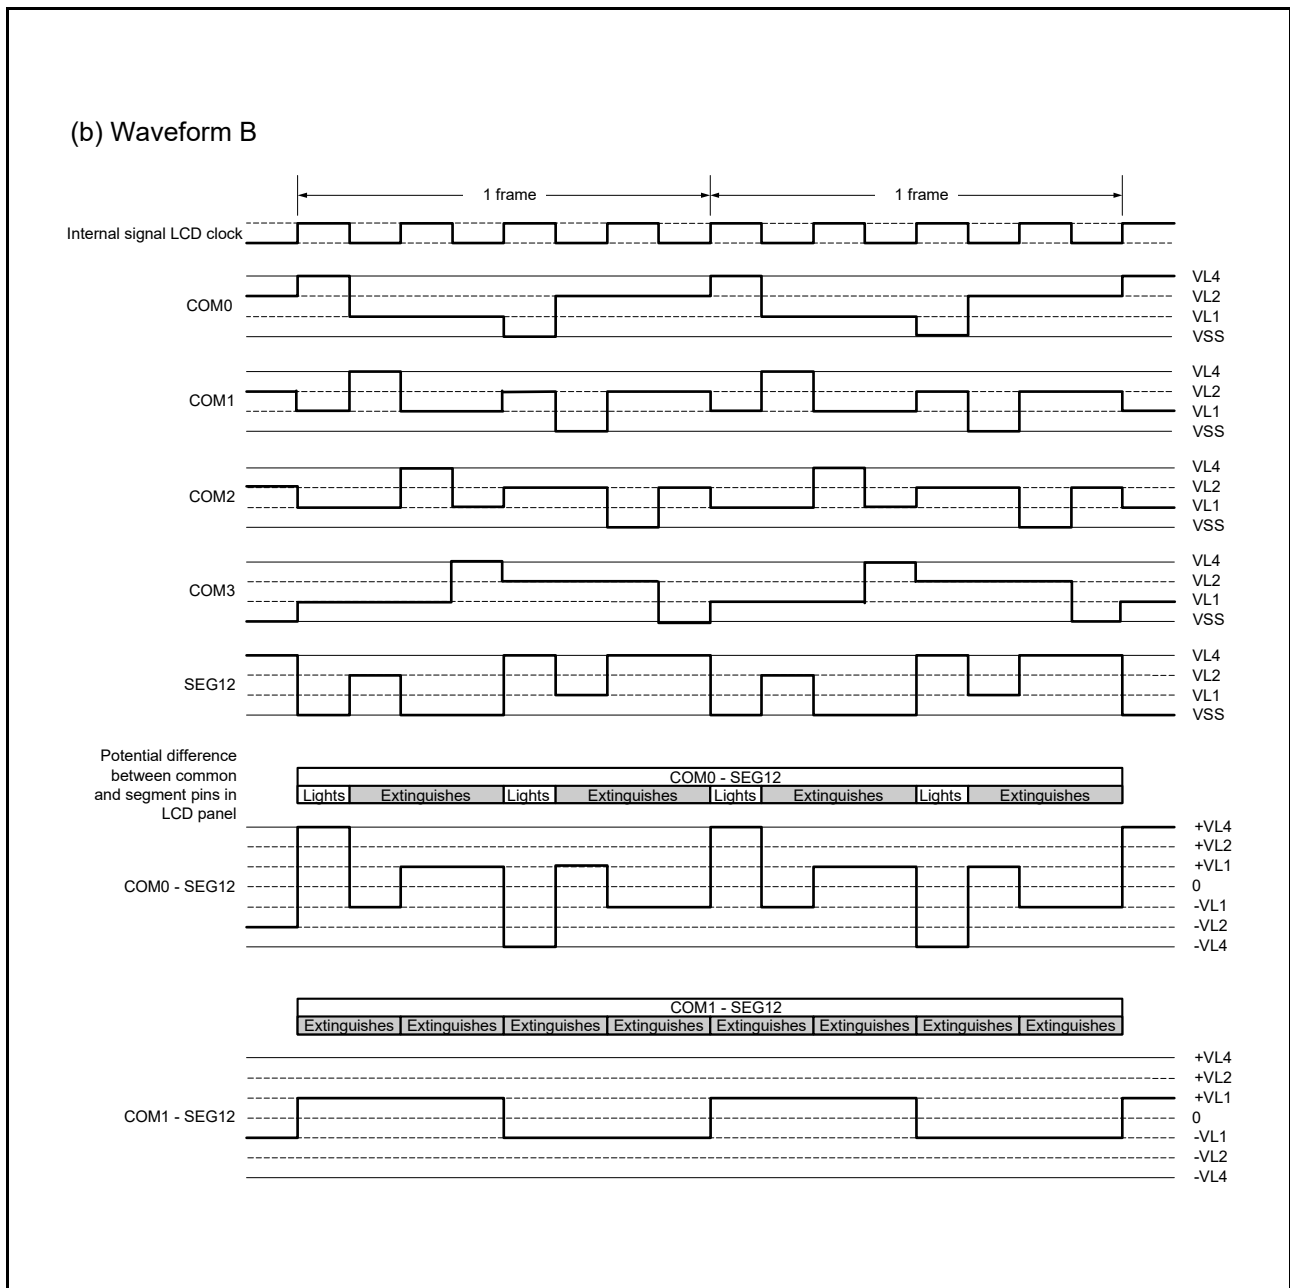 (b) Waveform B
1 frame
1 frame
Internal signal LCD clock
VL4
VL2
COM0
VL1
VSS
VL4
VL2
COM1
VL1
VSS
VL4
VL2
COM2
VL1
VSS
VL4
VL2
COM3
VL1
VSS
VL4
VL2
SEG12
VL1
VSS
Potential difference
between common
and segment pins in
LCD panel
COM0 - SEG12
Lights Extinguishes Lights Extinguishes Lights Extinguishes Lights Extinguishes
+VL4
+VL2
+VL1
COM0 - SEG12
0
-VL1
-VL2
-VL4
COM1 - SEG12
Extinguishes Extinguishes Extinguishes Extinguishes Extinguishes Extinguishes Extinguishes Extinguishes
+VL4
+VL2
+VL1
COM1 - SEG12
0
-VL1
-VL2
-VL4